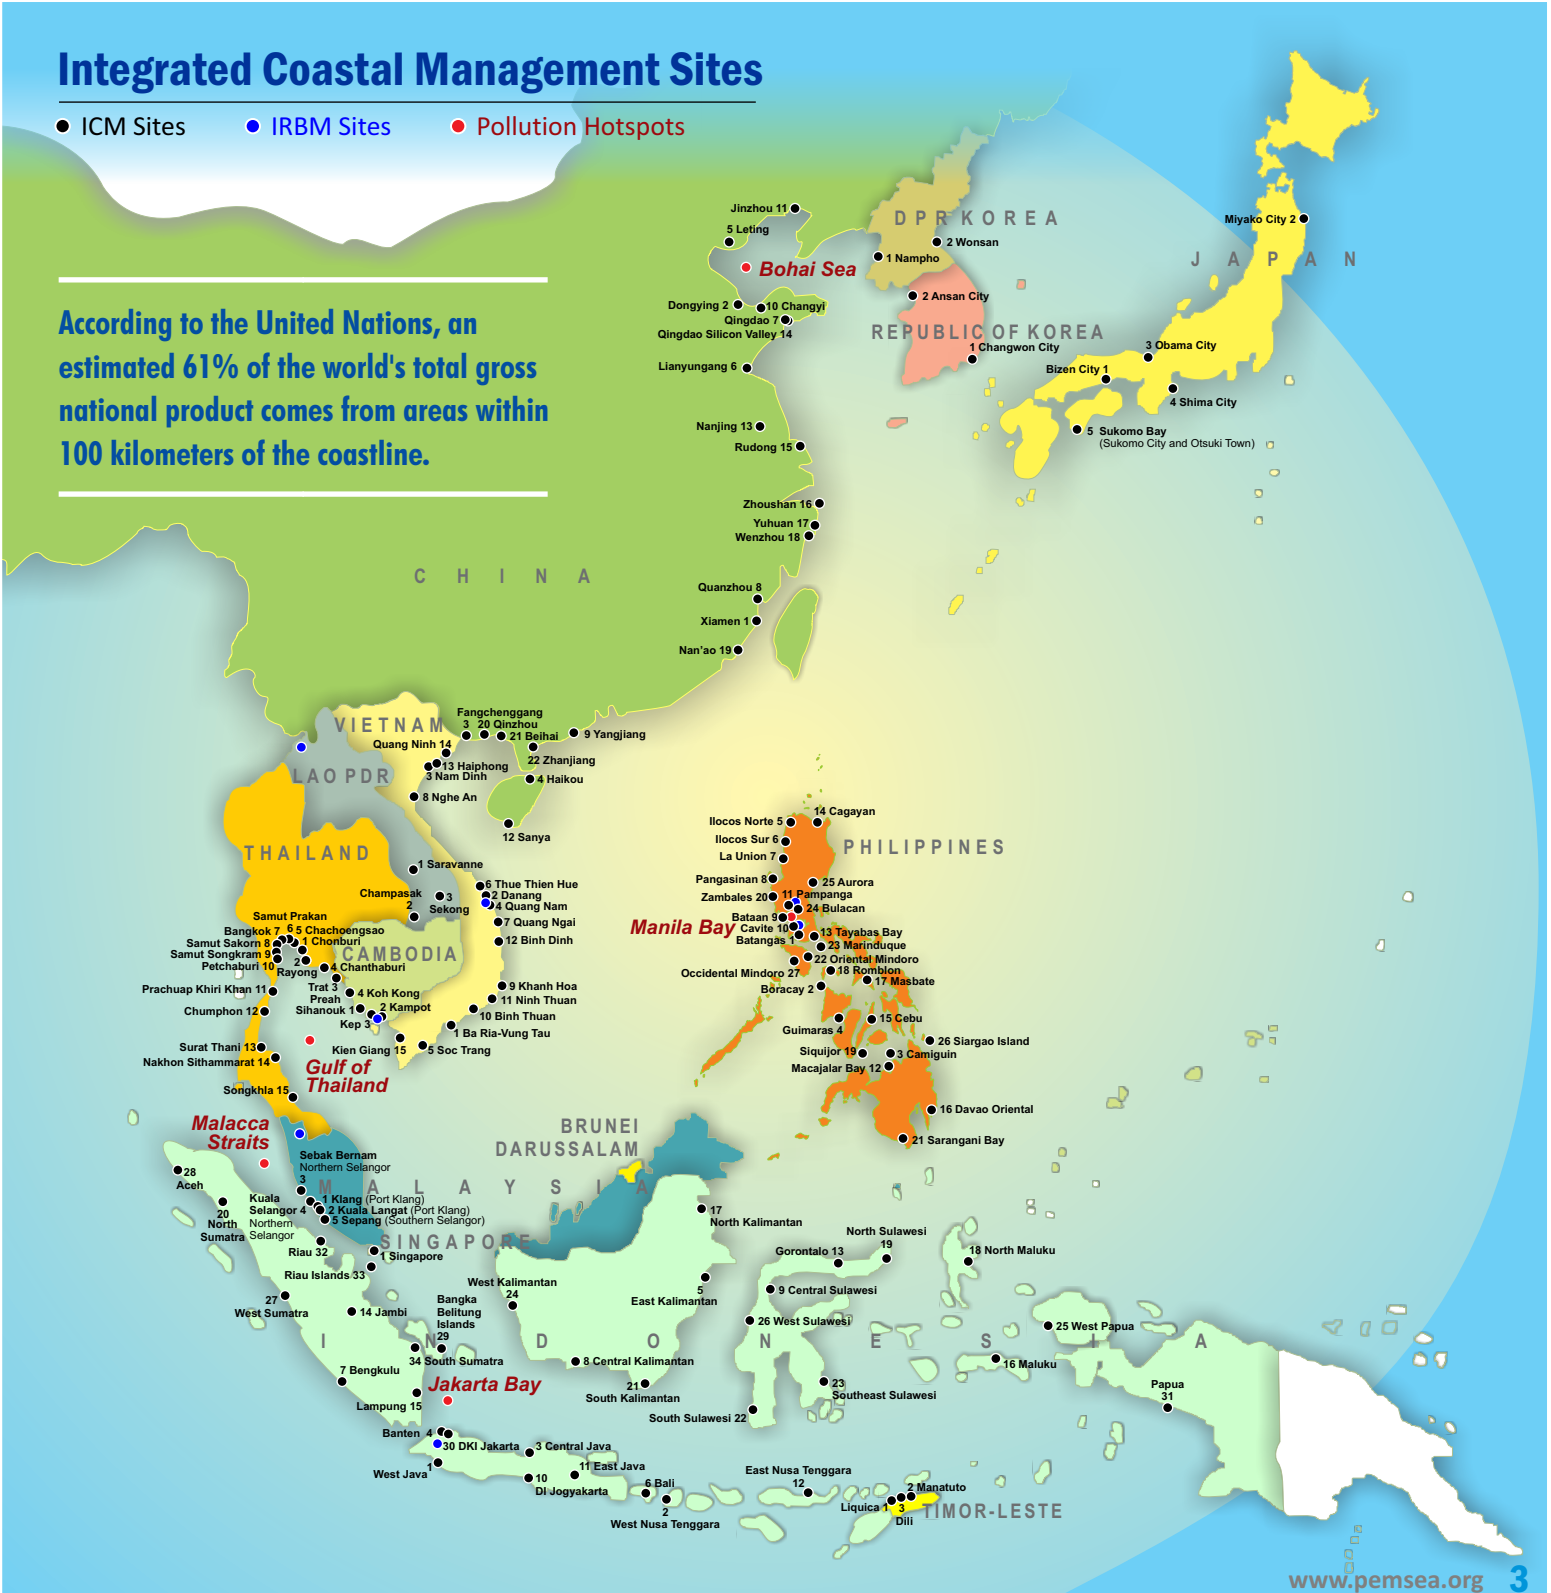 Integrated Coastal Management Sites
ICM Sites
IRBM Sites
Pollution Hotspots
According to the United Nations, an
estimated 61% of the world's total gross
national product comes from areas within
100 kilometers of the coastline.
Jinzhou 11
5 Leting
Bohai Sea
Dongying 2
10 Changyi
Qingdao 7
Qingdao Silicon Valley 14
Lianyungang 6
Nanjing 13
Rudong 15
Zhoushan 16
Yuhuan 17
Wenzhou 18
CHINA
Quanzhou 8
Xiamen 1
Nan'ao 19
DPR KOREA
2 Wonsan
1 Nampho
2 Ansan City
REPUBLIC OF KOREA
1 Changwon City
Miyako City 2
JAPAN
3 Obama City
Bizen City 1
4 Shima City
5 Sukomo Bay
(Sukomo City and Otsuki Town)
VIETNAM
Fangchenggang
3
20 Qinzhou
21 Beihai
9 Yangjiang
22 Zhanjiang
4 Haikou
12 Sanya
Quang Ninh 14
13 Haiphong
3 Nam Dinh
LAO PDR
8 Nghe An
THAILAND
1 Saravanne
Champasak
2
3
Sekong
6 Thue Thien Hue
2 Danang
4 Quang Nam
7 Quang Ngai
12 Binh Dinh
Samut Prakan
Bangkok 7
6
5 Chachoengsao
Samut Sakorn 8
1 Chonburi
Samut Songkram 9
Petchaburi 10
2
Rayong
CAMBODIA
4 Chanthaburi
Trat 3
Prachuap Khiri Khan 11
Preah
Sihanouk 1
4 Koh Kong
2 Kampot
Kep 3
9 Khanh Hoa
11 Ninh Thuan
10 Binh Thuan
1 Ba Ria-Vung Tau
Kien Giang 15
5 Soc Trang
Chumphon 12
Surat Thani 13
Nakhon Sithammarat 14
Gulf of
Thailand
Songkhla 15
Ilocos Norte 5
14 Cagayan
Ilocos Sur 6
La Union 7
PHILIPPINES
Pangasinan 8
25 Aurora
Zambales 20
11 Pampanga
24 Bulacan
Manila Bay
Bataan 9
Cavite 10
Batangas 1
13 Tayabas Bay
23 Marinduque
22 Oriental Mindoro
Occidental Mindoro 27
18 Romblon
17 Masbate
Boracay 2
Guimaras 4
15 Cebu
26 Siargao Island
Siquijor 19
3 Camiguin
Macajalar Bay 12
16 Davao Oriental
21 Sarangani Bay
Malacca
Straits
BRUNEI
DARUSSALAM
28
Aceh
20
North
Sumatra
Sebak Bernam
Northern Selangor
3
MALAYSIA
Kuala
Selangor 4
Northern
Selangor
1 Klang (Port Klang)
2 Kuala Langat (Port Klang)
5 Sepang (Southern Selangor)
Riau 32
SINGAPORE
1 Singapore
Riau Islands 33
27
West Sumatra
14 Jambi
Bangka
Belitung
Islands
29
34 South Sumatra
7 Bengkulu
Lampung 15
Jakarta Bay
Banten 4
30 DKI Jakarta
West Java 1
3 Central Java
11 East Java
10
DI Jogyakarta
6 Bali
2
West Nusa Tenggara
17
North Kalimantan
West Kalimantan
24
5
East Kalimantan
8 Central Kalimantan
21
South Kalimantan
INDONESIA
North Sulawesi
19
Gorontalo 13
9 Central Sulawesi
26 West Sulawesi
23
Southeast Sulawesi
South Sulawesi 22
18 North Maluku
25 West Papua
16 Maluku
Papua
31
East Nusa Tenggara
12
2 Manatuto
Liquica 1
3
Dili
TIMOR-LESTE
www.pemsea.org 3